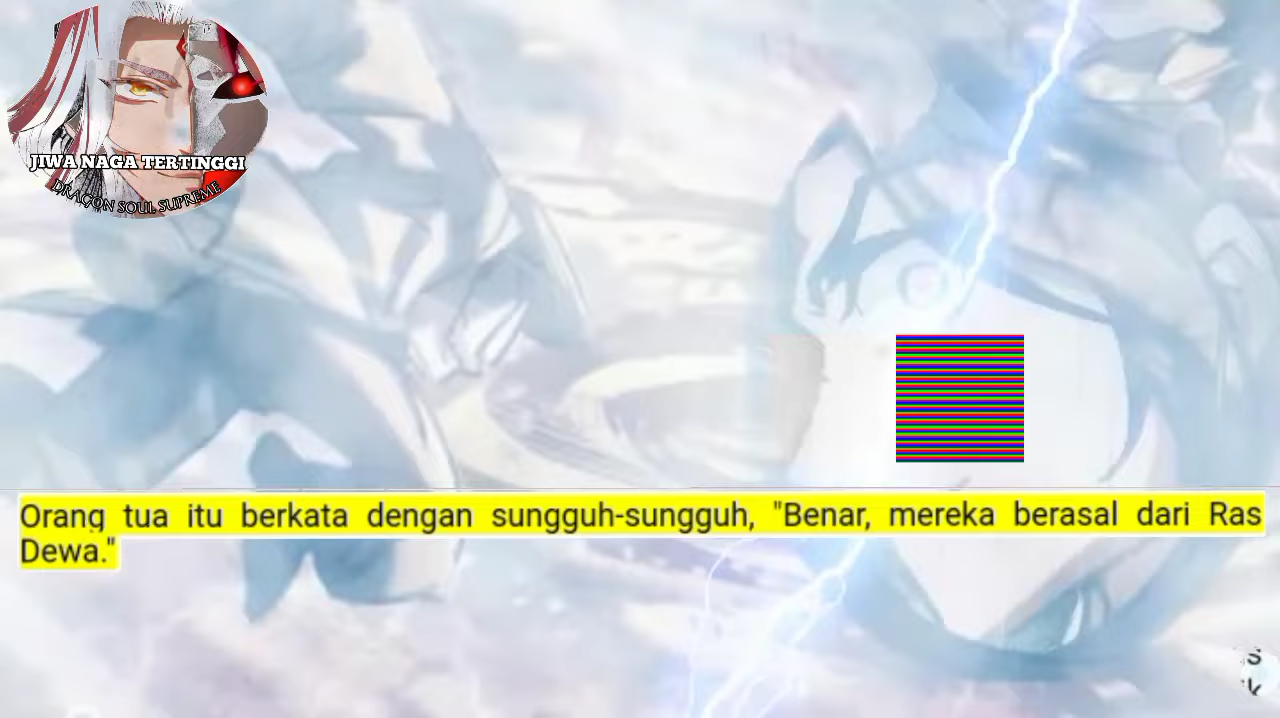 JIWA NAGA TERTINGGI
DRAGON SOUL SUPREME
Orang tua itu berkata dengan sungguh-sungguh, "Benar, mereka berasal dari Ras
Dewa."